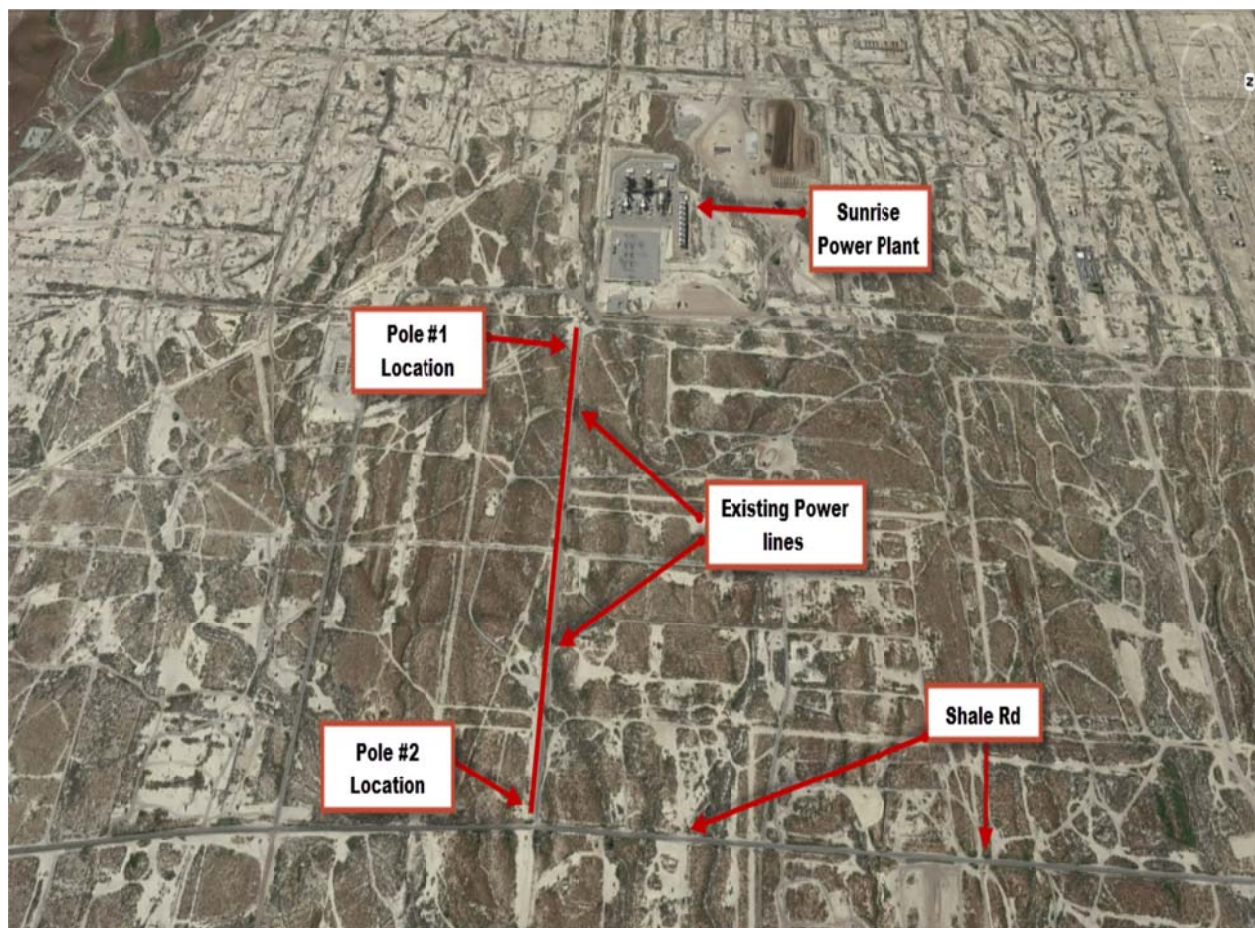 N
Sunrise
Power Plant
Pole #1
Location
Existing Power
lines
Shale Rd
Pole #2
Location